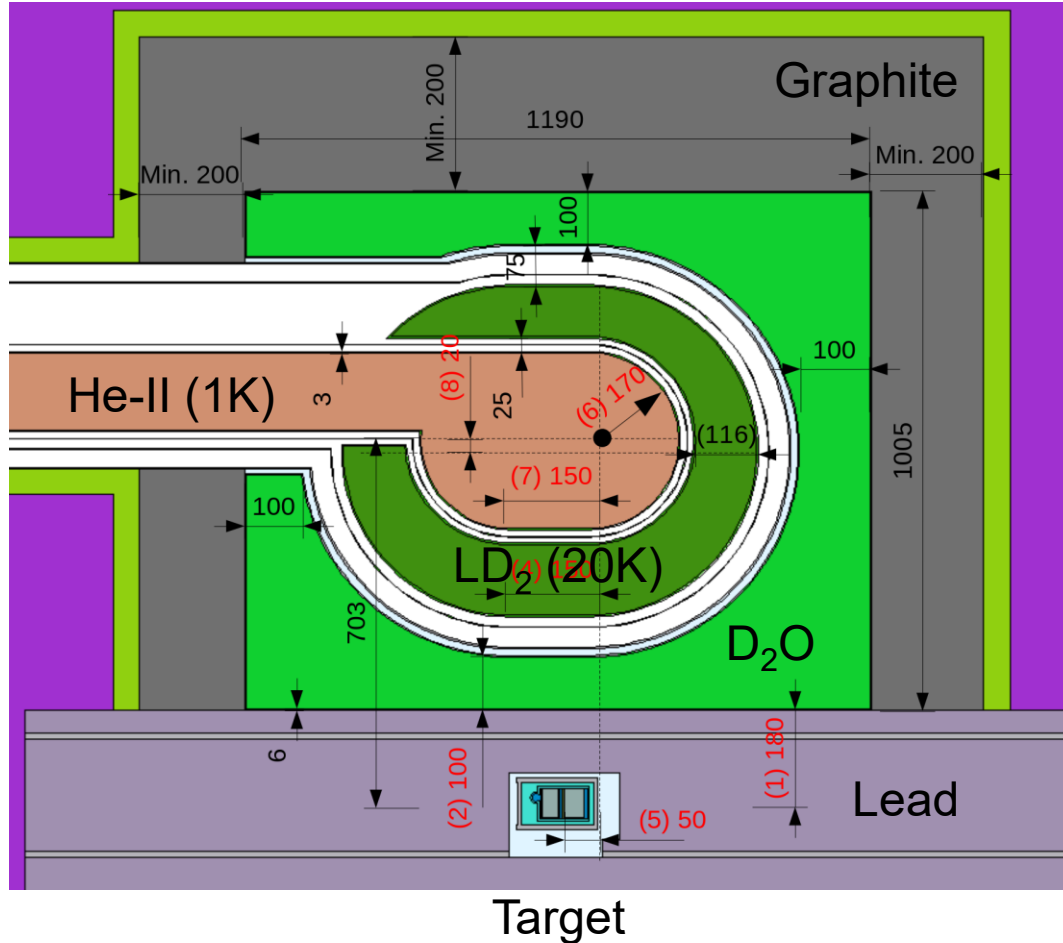 Graphite
Min. 200
1190
Min. 200
Min. 200
100
75
100
He-II (1K)
3
(8) 20
25
(6) 170
(116)
1005
(7) 150
100
LD₂ (20K)
(4) 150
703
D₂O
6
(2) 100
(1) 180
Lead
(5) 50
Target